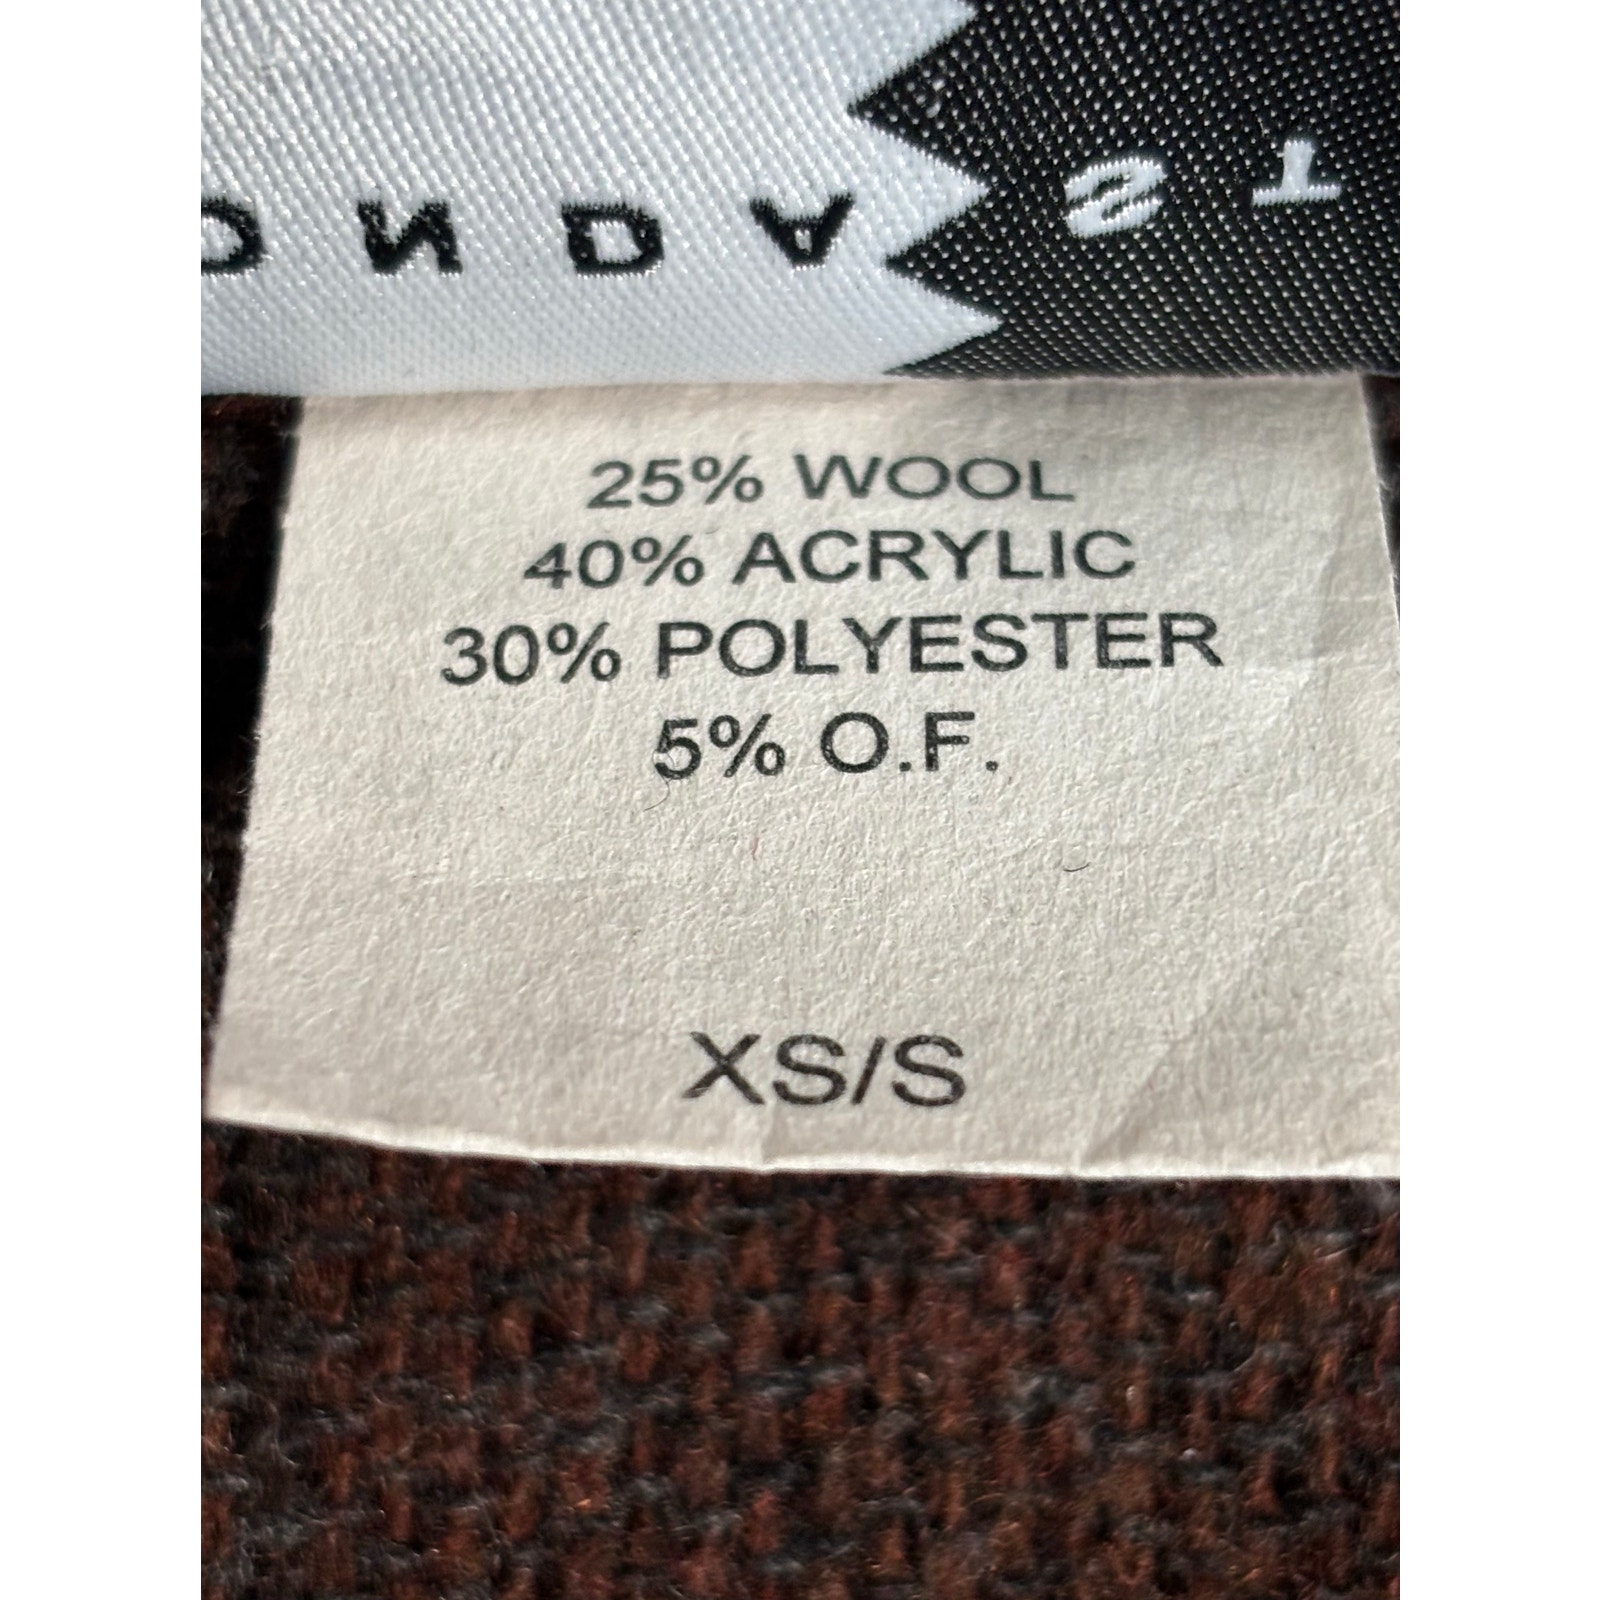 25% WOOL
40% ACRYLIC
30% POLYESTER
5% O.F.
XS/S